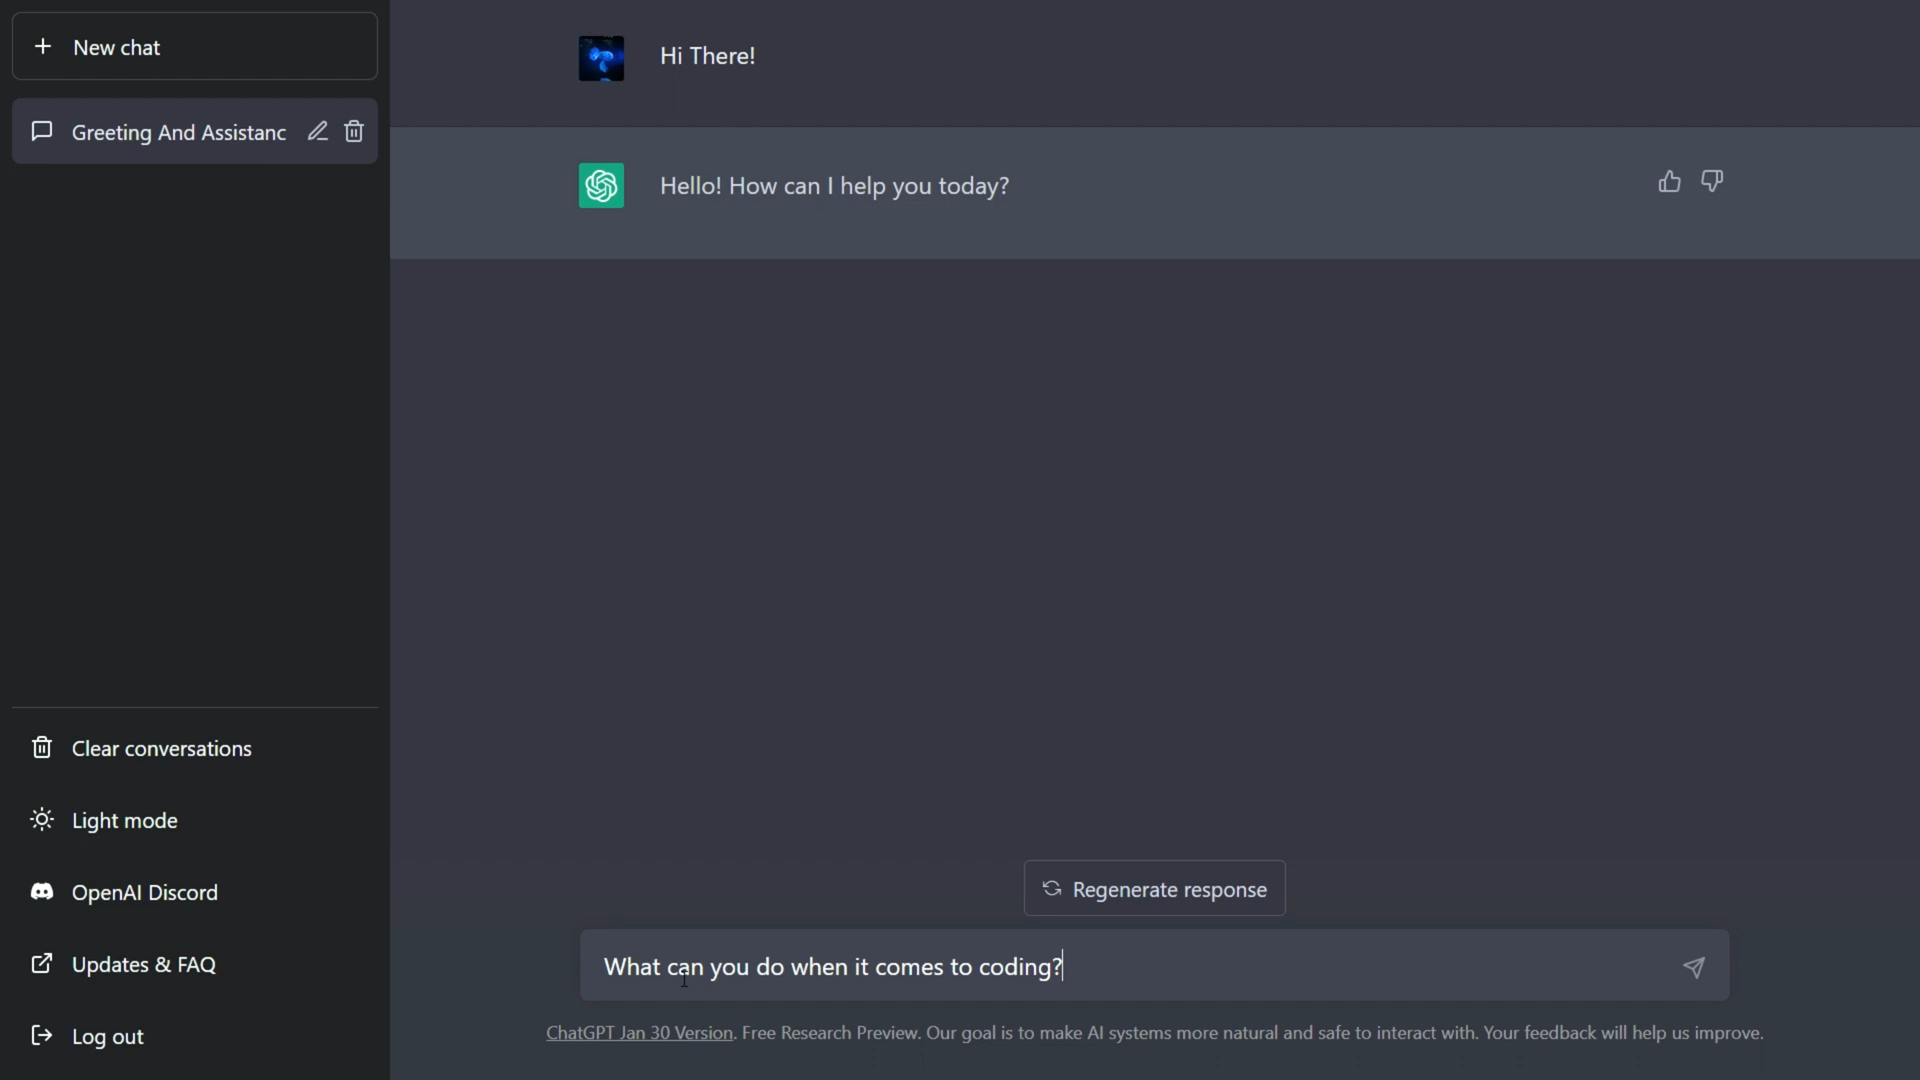 New chat
Greeting And Assistanc
Clear conversations
Light mode
OpenAI Discord
Updates & FAQ
Log out
Hi There!
Hello! How can I help you today?
Regenerate response
What can you do when it comes to coding?
ChatGPT Jan 30 Version. Free Research Preview. Our goal is to make AI systems more natural and safe to interact with. Your feedback will help us improve.